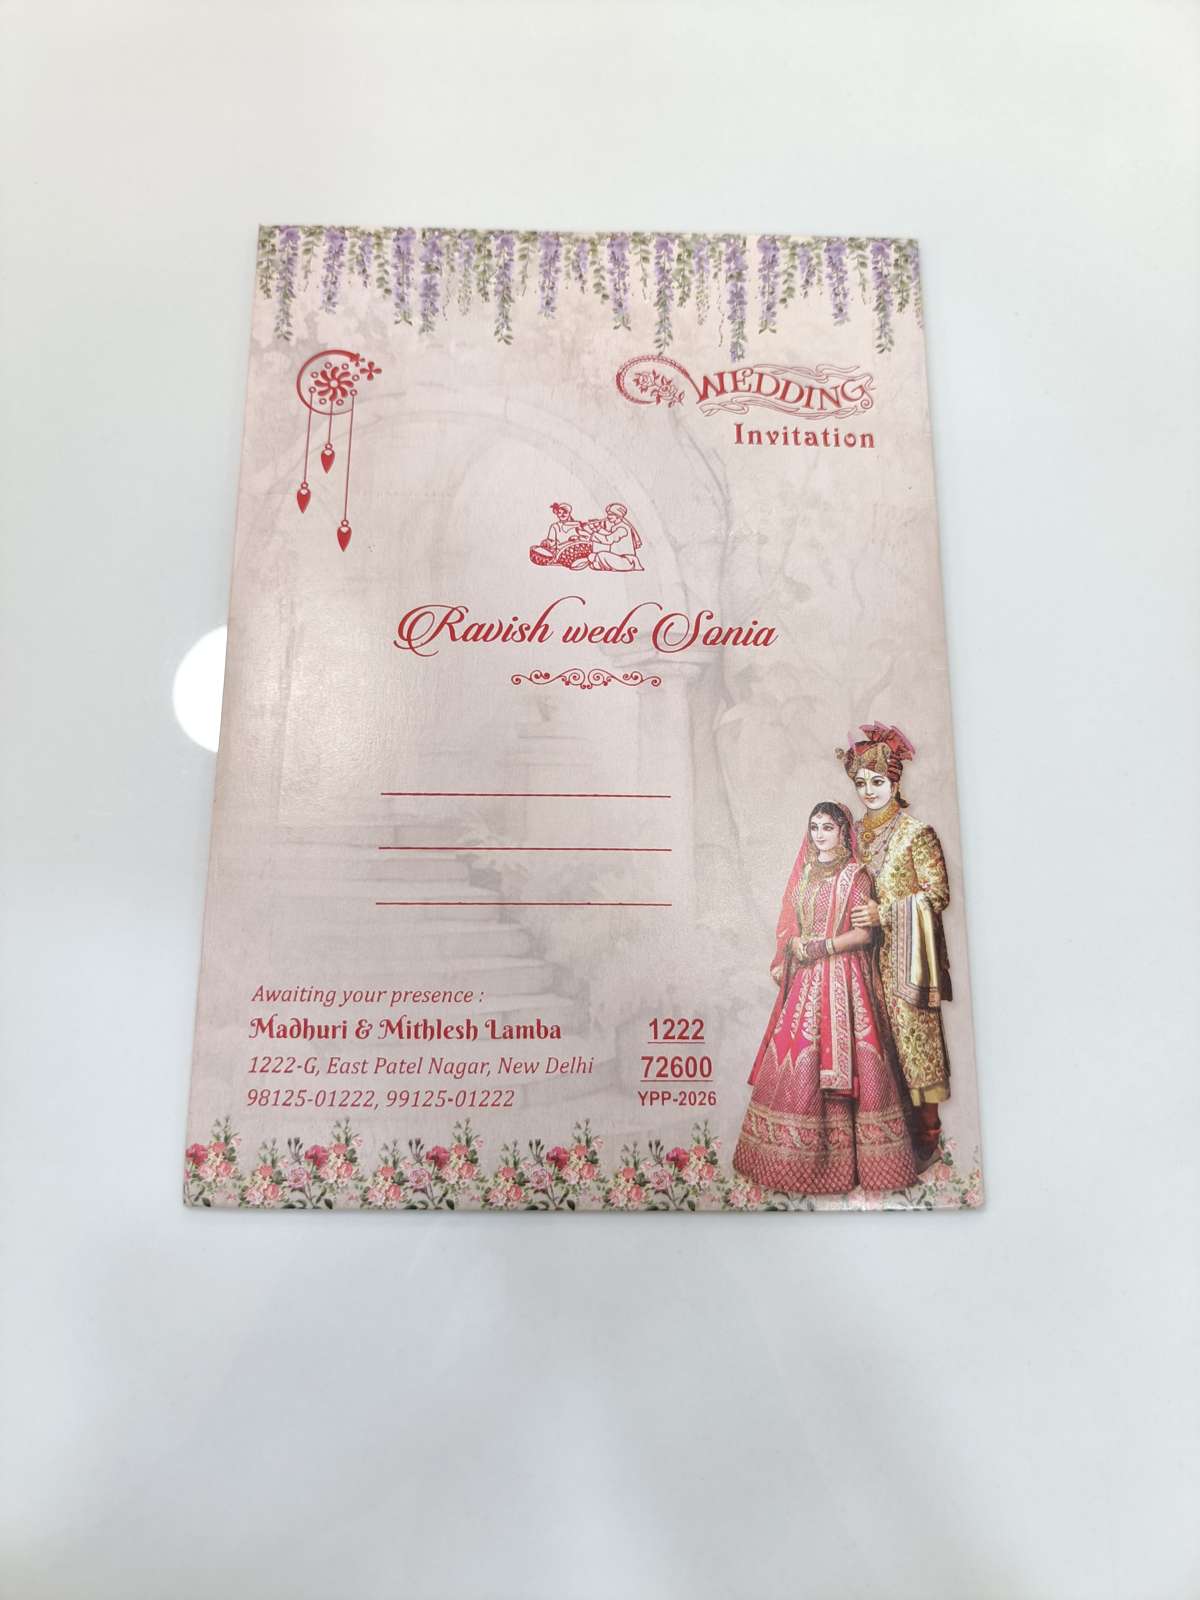 WEDDING
Invitation
Ravish weds Sonia
Awaiting your presence :
Madhuri & Mithlesh Lamba
1222-G, East Patel Nagar, New Delhi
98125-01222, 99125-01222
1222
72600
YPP-2026